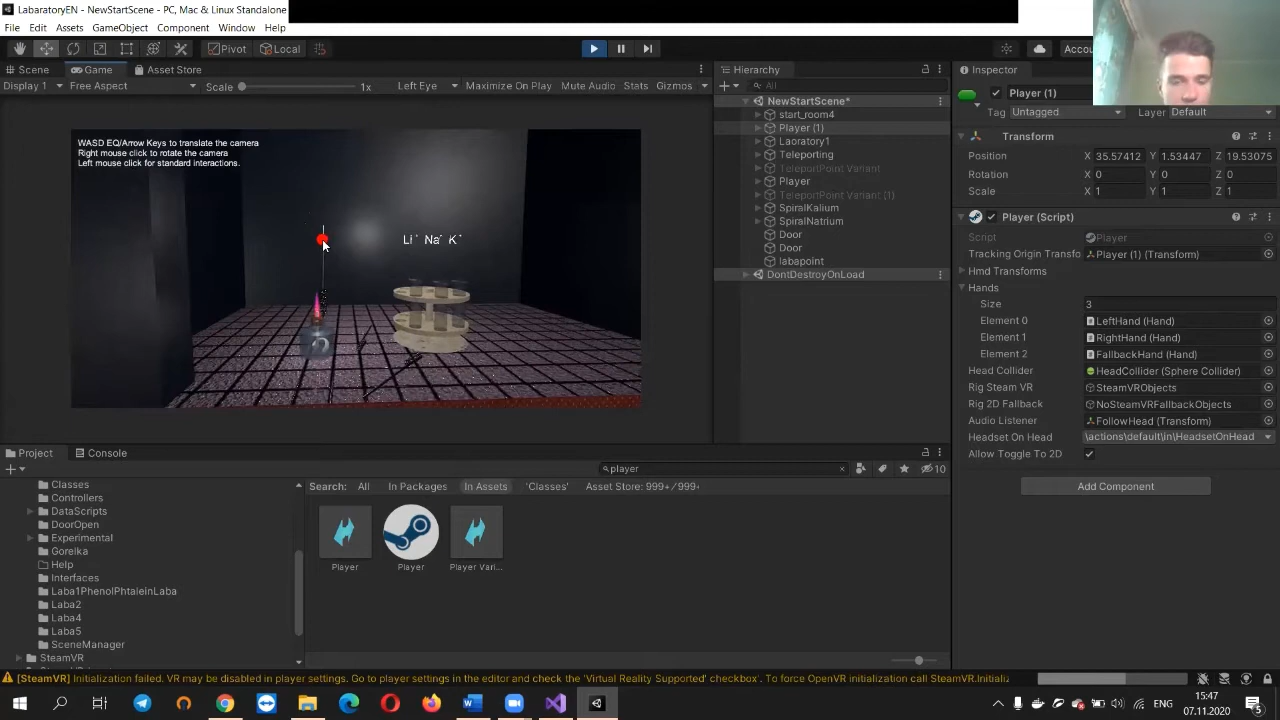 LabaratoryEN - NewStartScene - PC, Mac & Linux Standalone
File Edit Assets GameObject Component Window Help
Pivot Local
Accou
Scene Game Asset Store
Display 1 Free Aspect Scale 1x Left Eye Maximize On Play Mute Audio Stats Gizmos
WASD EQ/Arrow Keys to translate the camera
Right mouse click to rotate the camera
Left mouse click for standard interactions.
Li⁺ Na⁺ K⁺
Hierarchy
All
NewStartScene*
start_room4
Player (1)
Laoratory1
Teleporting
TeleportPoint Variant
Player
TeleportPoint Variant (1)
SpiralKalium
SpiralNatrium
Door
Door
labapoint
DontDestroyOnLoad
Inspector
Player (1)
Tag Untagged Layer Default
Transform
Position X 35.57412 Y 1.53447 Z 19.53075
Rotation X 0 Y 0 Z 0
Scale X 1 Y 1 Z 1
Player (Script)
Script Player
Tracking Origin Transfo Player (1) (Transform)
Hmd Transforms
Hands
Size 3
Element 0 LeftHand (Hand)
Element 1 RightHand (Hand)
Element 2 FallbackHand (Hand)
Head Collider HeadCollider (Sphere Collider)
Rig Steam VR SteamVRObjects
Rig 2D Fallback NoSteamVRFallbackObjects
Audio Listener FollowHead (Transform)
Headset On Head \actions\default\in\HeadsetOnHead
Allow Toggle To 2D
Add Component
Project Console
player
10
Classes
Controllers
DataScripts
DoorOpen
Experimental
Gorelka
Help
Interfaces
Laba1PhenolPhtaleinLaba
Laba2
Laba4
Laba5
SceneManager
SteamVR
Search: All In Packages In Assets 'Classes' Asset Store: 999+/999+
Player Player Player Vari...
[SteamVR] Initialization failed. VR may be disabled in player settings. Go to player settings in the editor and check the 'Virtual Reality Supported' checkbox'. To force OpenVR initialization call SteamVR.Initializ
ENG
15:47
07.11.2020
5